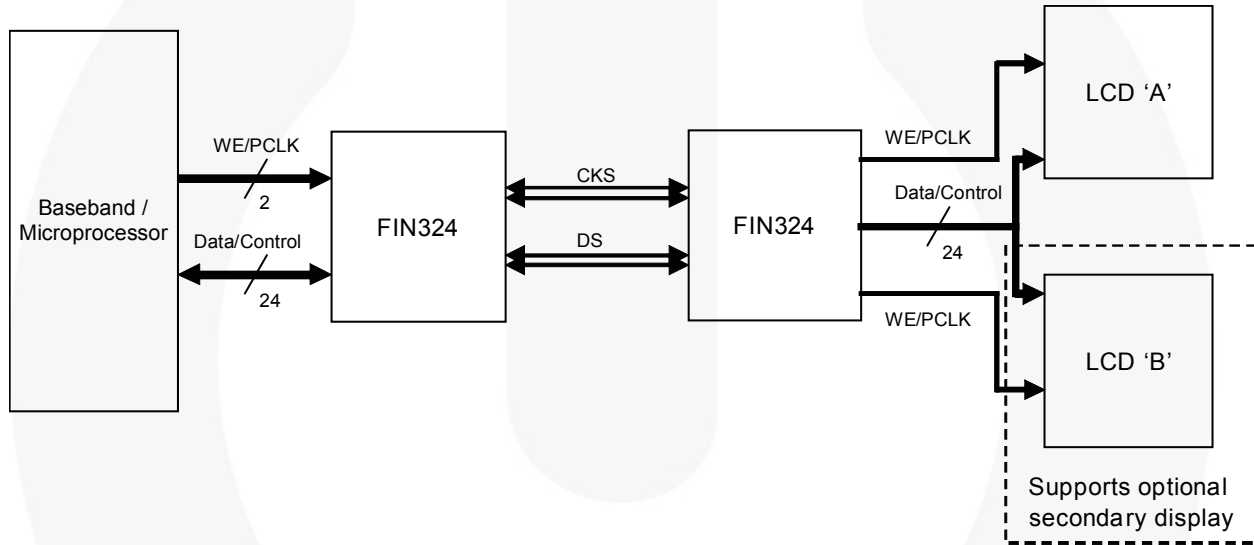 Baseband /
Microprocessor
WE/PCLK
2
Data/Control
24
FIN324
CKS
DS
FIN324
WE/PCLK
Data/Control
24
WE/PCLK
LCD ‘A’
LCD ‘B’
Supports optional
secondary display